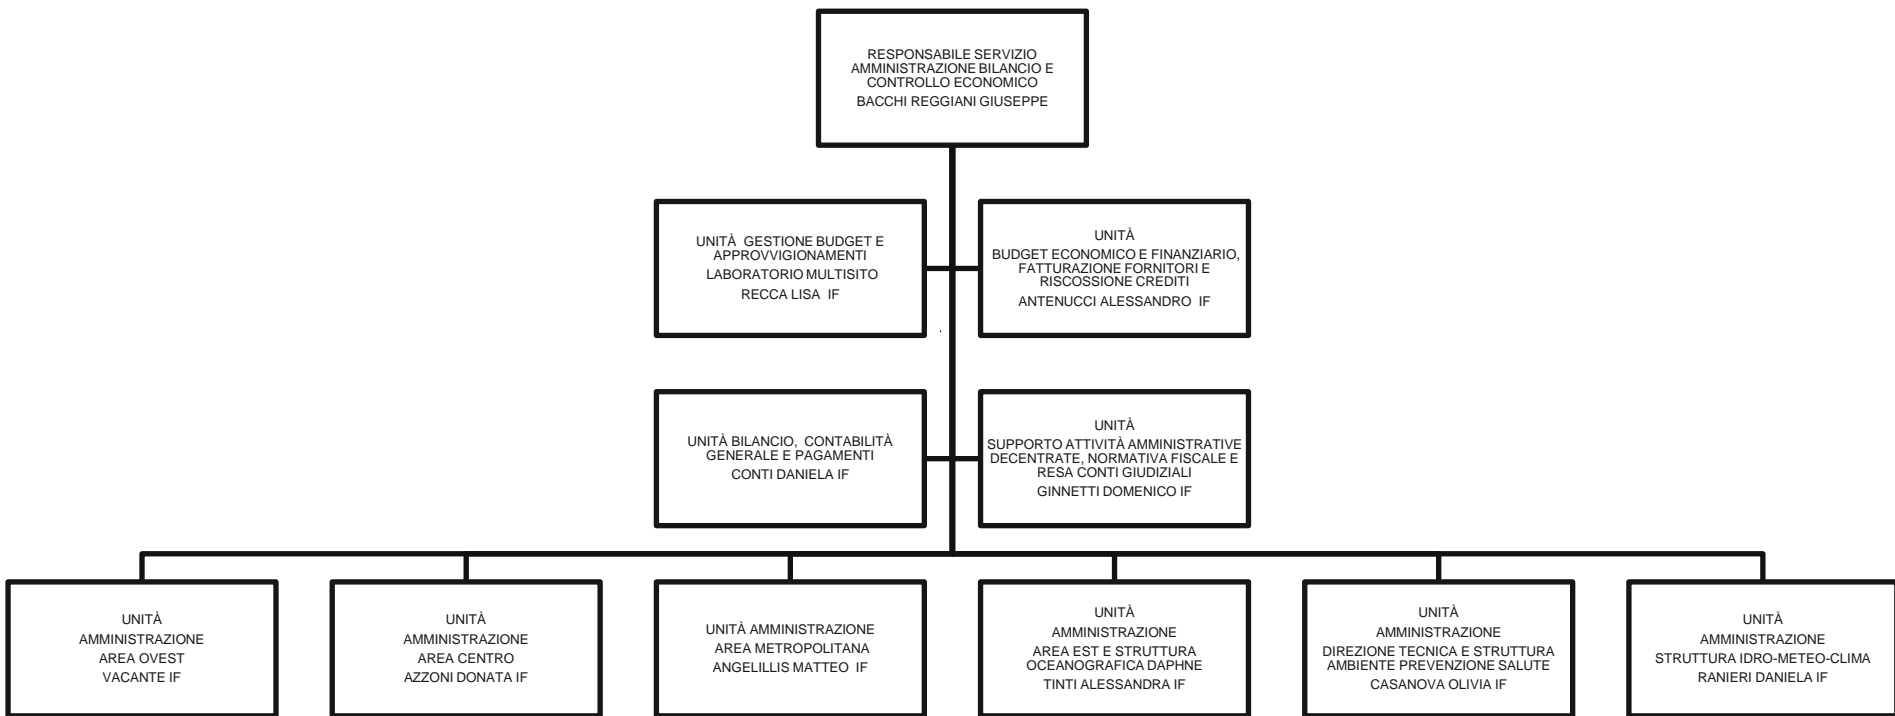 RESPONSABILE SERVIZIO
AMMINISTRAZIONE BILANCIO E
CONTROLLO ECONOMICO
BACCHI REGGIANI GIUSEPPE
UNITÀ GESTIONE BUDGET E
APPROVVIGIONAMENTI
LABORATORIO MULTISITO
RECCA LISA IF
UNITÀ
BUDGET ECONOMICO E FINANZIARIO,
FATTURAZIONE FORNITORI E
RISCOSSIONE CREDITI
ANTENUCCI ALESSANDRO IF
UNITÀ BILANCIO, CONTABILITÀ
GENERALE E PAGAMENTI
CONTI DANIELA IF
UNITÀ
SUPPORTO ATTIVITÀ AMMINISTRATIVE
DECENTRATE, NORMATIVA FISCALE E
RESA CONTI GIUDIZIALI
GINNETTI DOMENICO IF
UNITÀ
AMMINISTRAZIONE
AREA OVEST
VACANTE IF
UNITÀ
AMMINISTRAZIONE
AREA CENTRO
AZZONI DONATA IF
UNITÀ AMMINISTRAZIONE
AREA METROPOLITANA
ANGELILLIS MATTEO IF
UNITÀ
AMMINISTRAZIONE
AREA EST E STRUTTURA
OCEANOGRAFICA DAPHNE
TINTI ALESSANDRA IF
UNITÀ
AMMINISTRAZIONE
DIREZIONE TECNICA E STRUTTURA
AMBIENTE PREVENZIONE SALUTE
CASANOVA OLIVIA IF
UNITÀ
AMMINISTRAZIONE
STRUTTURA IDRO-METEO-CLIMA
RANIERI DANIELA IF